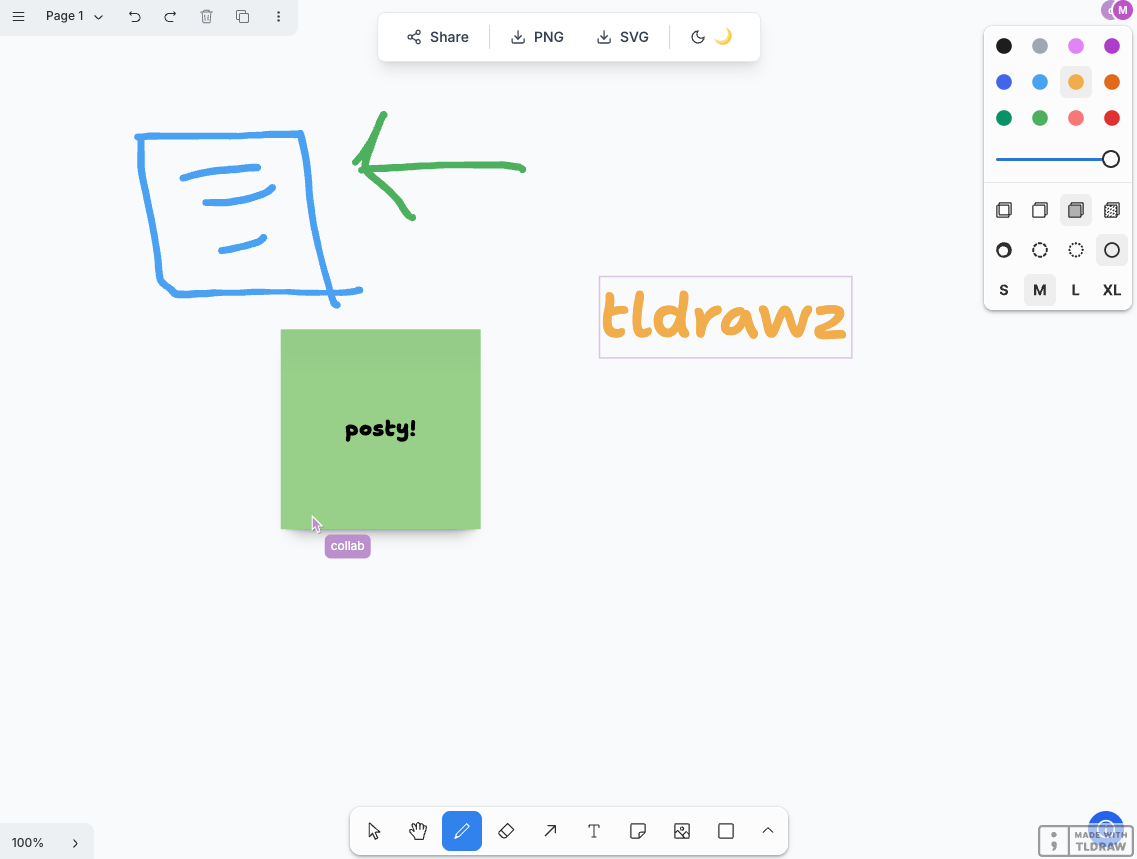 Page 1
Share
PNG
SVG
M
tldrawz
posty!
collab
S
M
L
XL
100%
T
MADE WITH
TLDRAW